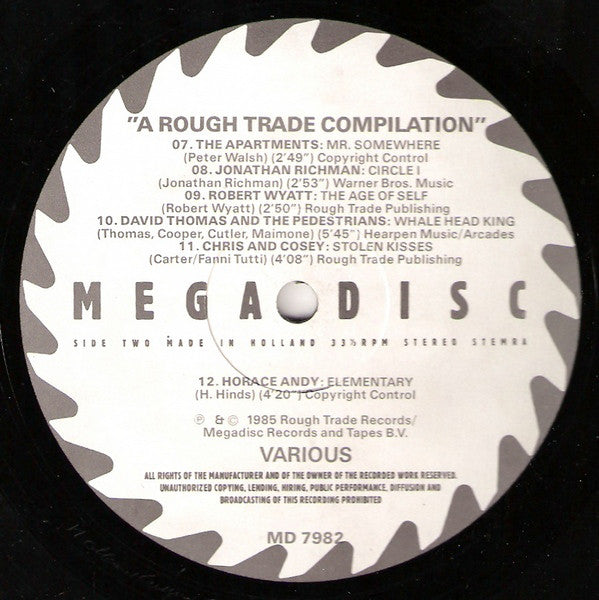 "A ROUGH TRADE COMPILATION"
07. THE APARTMENTS: MR. SOMEWHERE
(Peter Walsh) (2'49") Copyright Control
08. JONATHAN RICHMAN: CIRCLE I
(Jonathan Richman) (2'53") Warner Bros. Music
09. ROBERT WYATT: THE AGE OF SELF
(Robert Wyatt) (2'50") Rough Trade Publishing
10. DAVID THOMAS AND THE PEDESTRIANS: WHALE HEAD KING
(Thomas, Cooper, Cutler, Maimone) (5'45") Hearpen Music/Arcades
11. CHRIS AND COSEY: STOLEN KISSES
(Carter/Fanni Tutti) (4'08") Rough Trade Publishing
MEGADISC
SIDE TWO MADE IN HOLLAND 33⅓RPM STEREO STEMRA
12. HORACE ANDY: ELEMENTARY
(H. Hinds) (4'20") Copyright Control
℗ & © 1985 Rough Trade Records/
Megadisc Records and Tapes B.V.
VARIOUS
ALL RIGHTS OF THE MANUFACTURER AND OF THE OWNER OF THE RECORDED WORK RESERVED.
UNAUTHORIZED COPYING, LENDING, HIRING, PUBLIC PERFORMANCE, DIFFUSION AND
BROADCASTING OF THIS RECORDING PROHIBITED
MD 7982